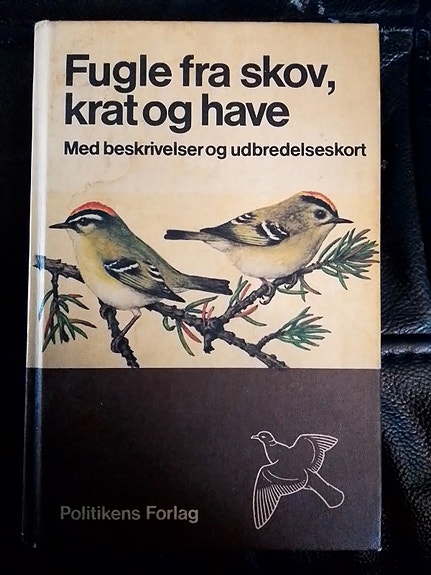 Fugle fra skov,
krat og have
Med beskrivelser og udbredelseskort
Politikens Forlag